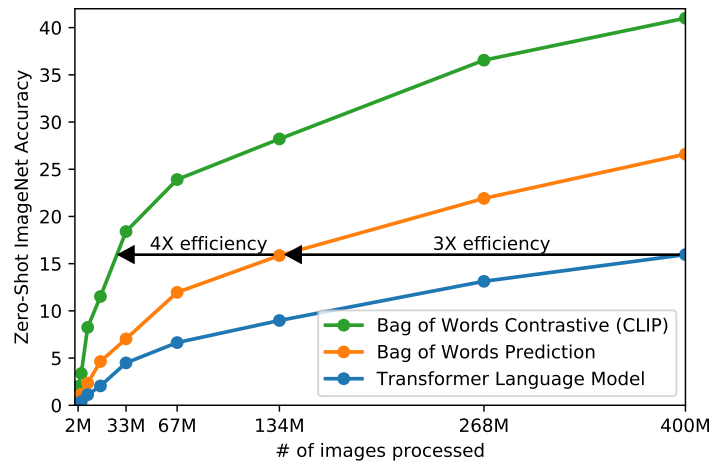 40
35
30
25
20
15
10
5
0
Zero-Shot ImageNet Accuracy
4X efficiency
3X efficiency
Bag of Words Contrastive (CLIP)
Bag of Words Prediction
Transformer Language Model
2M 33M 67M 134M 268M 400M
# of images processed